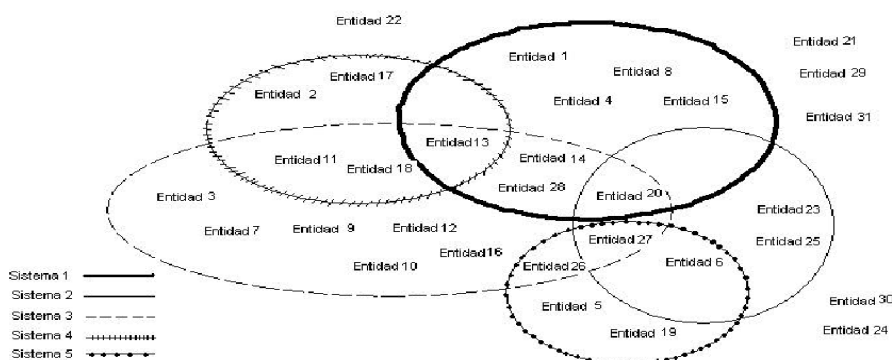 Entidad 22
Entidad 1
Entidad 21
Entidad 17
Entidad 8
Entidad 29
Entidad 2
Entidad 4
Entidad 15
Entidad 31
Entidad 13
Entidad 11
Entidad 18
Entidad 14
Entidad 28
Entidad 20
Entidad 3
Entidad 23
Entidad 7
Entidad 9
Entidad 12
Entidad 27
Entidad 25
Entidad 16
Entidad 10
Entidad 26
Entidad 6
Entidad 5
Entidad 30
Entidad 19
Entidad 24
Sistema 1
Sistema 2
Sistema 3
Sistema 4
Sistema 5